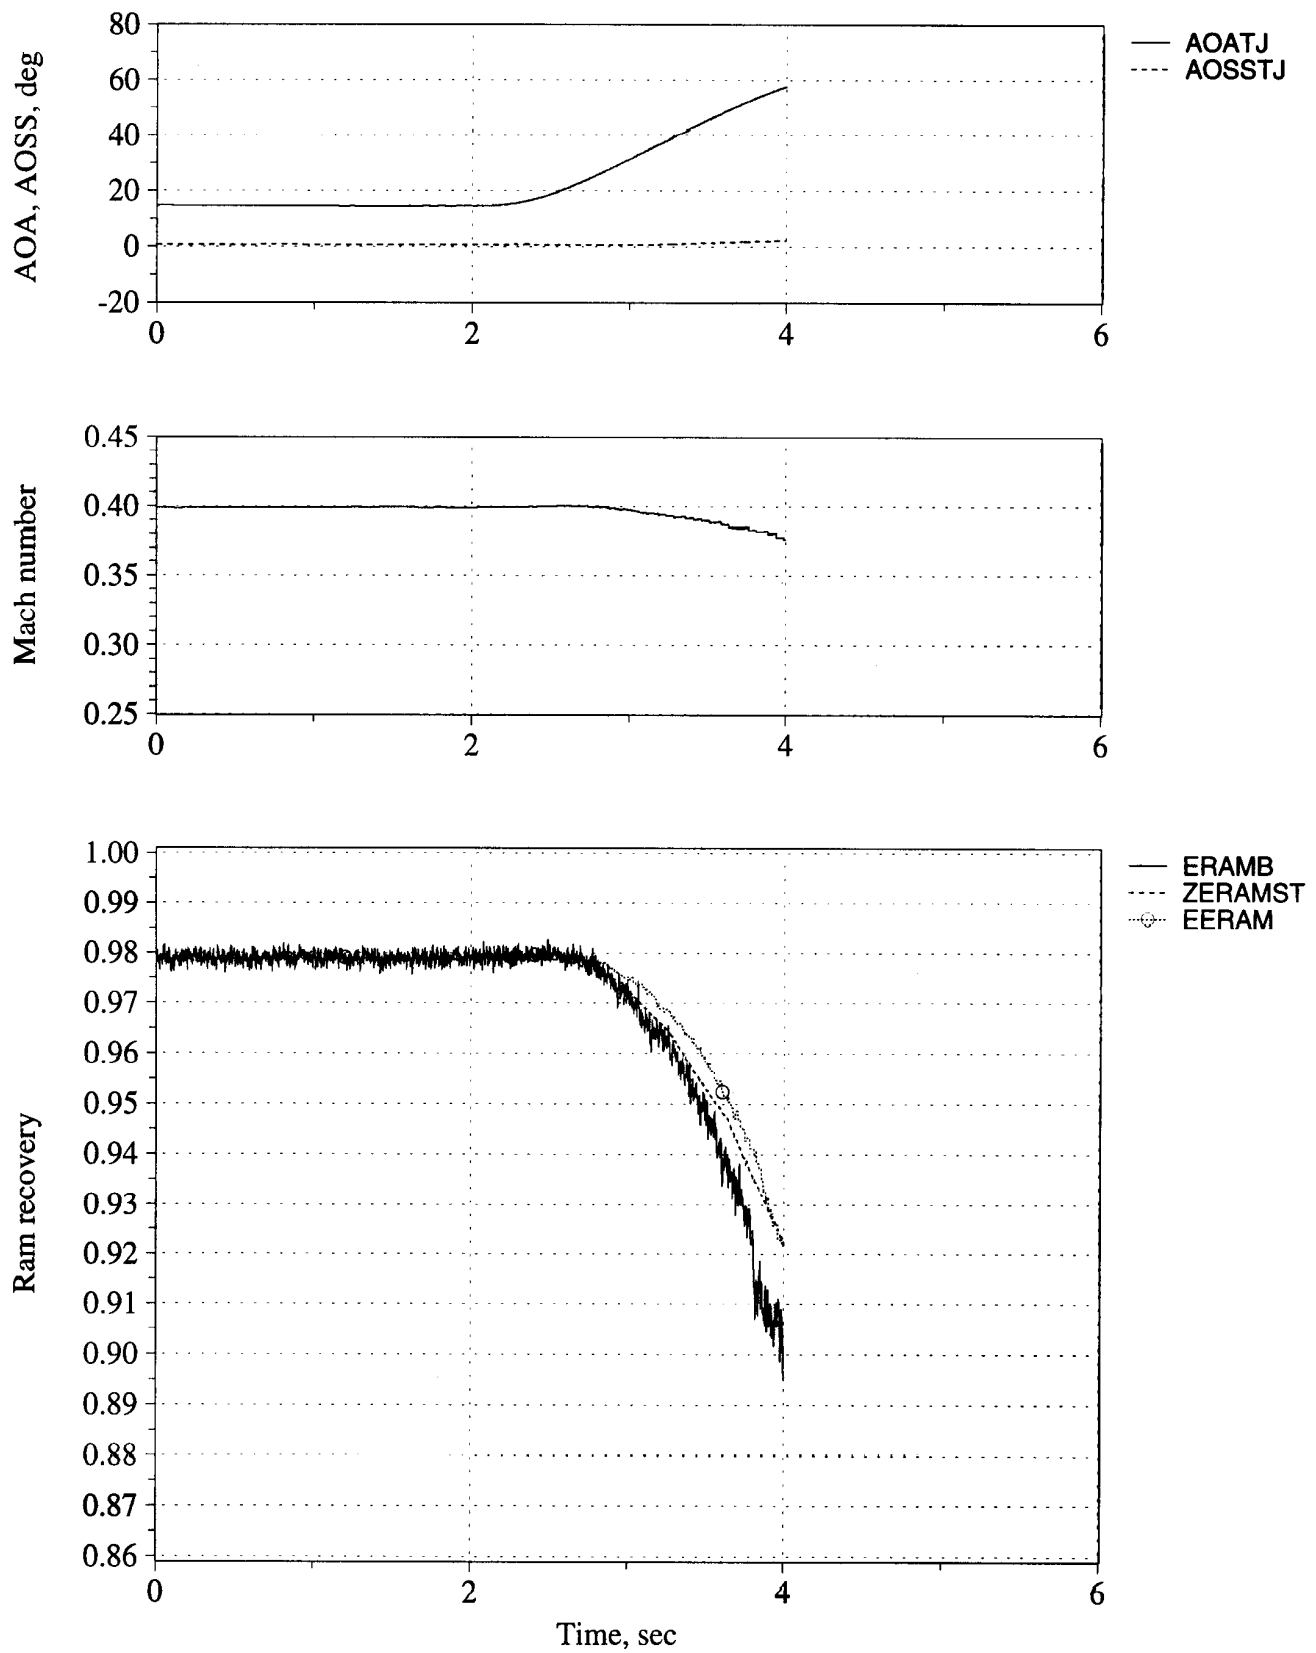 AOA, AOSS, deg
80
60
40
20
0
-20
0 2 4 6
AOATJ
AOSSTJ
Mach number
0.45
0.40
0.35
0.30
0.25
0 2 4 6
Ram recovery
1.00
0.99
0.98
0.97
0.96
0.95
0.94
0.93
0.92
0.91
0.90
0.89
0.88
0.87
0.86
0 2 4 6
Time, sec
ERAMB
ZERAMST
EERAM